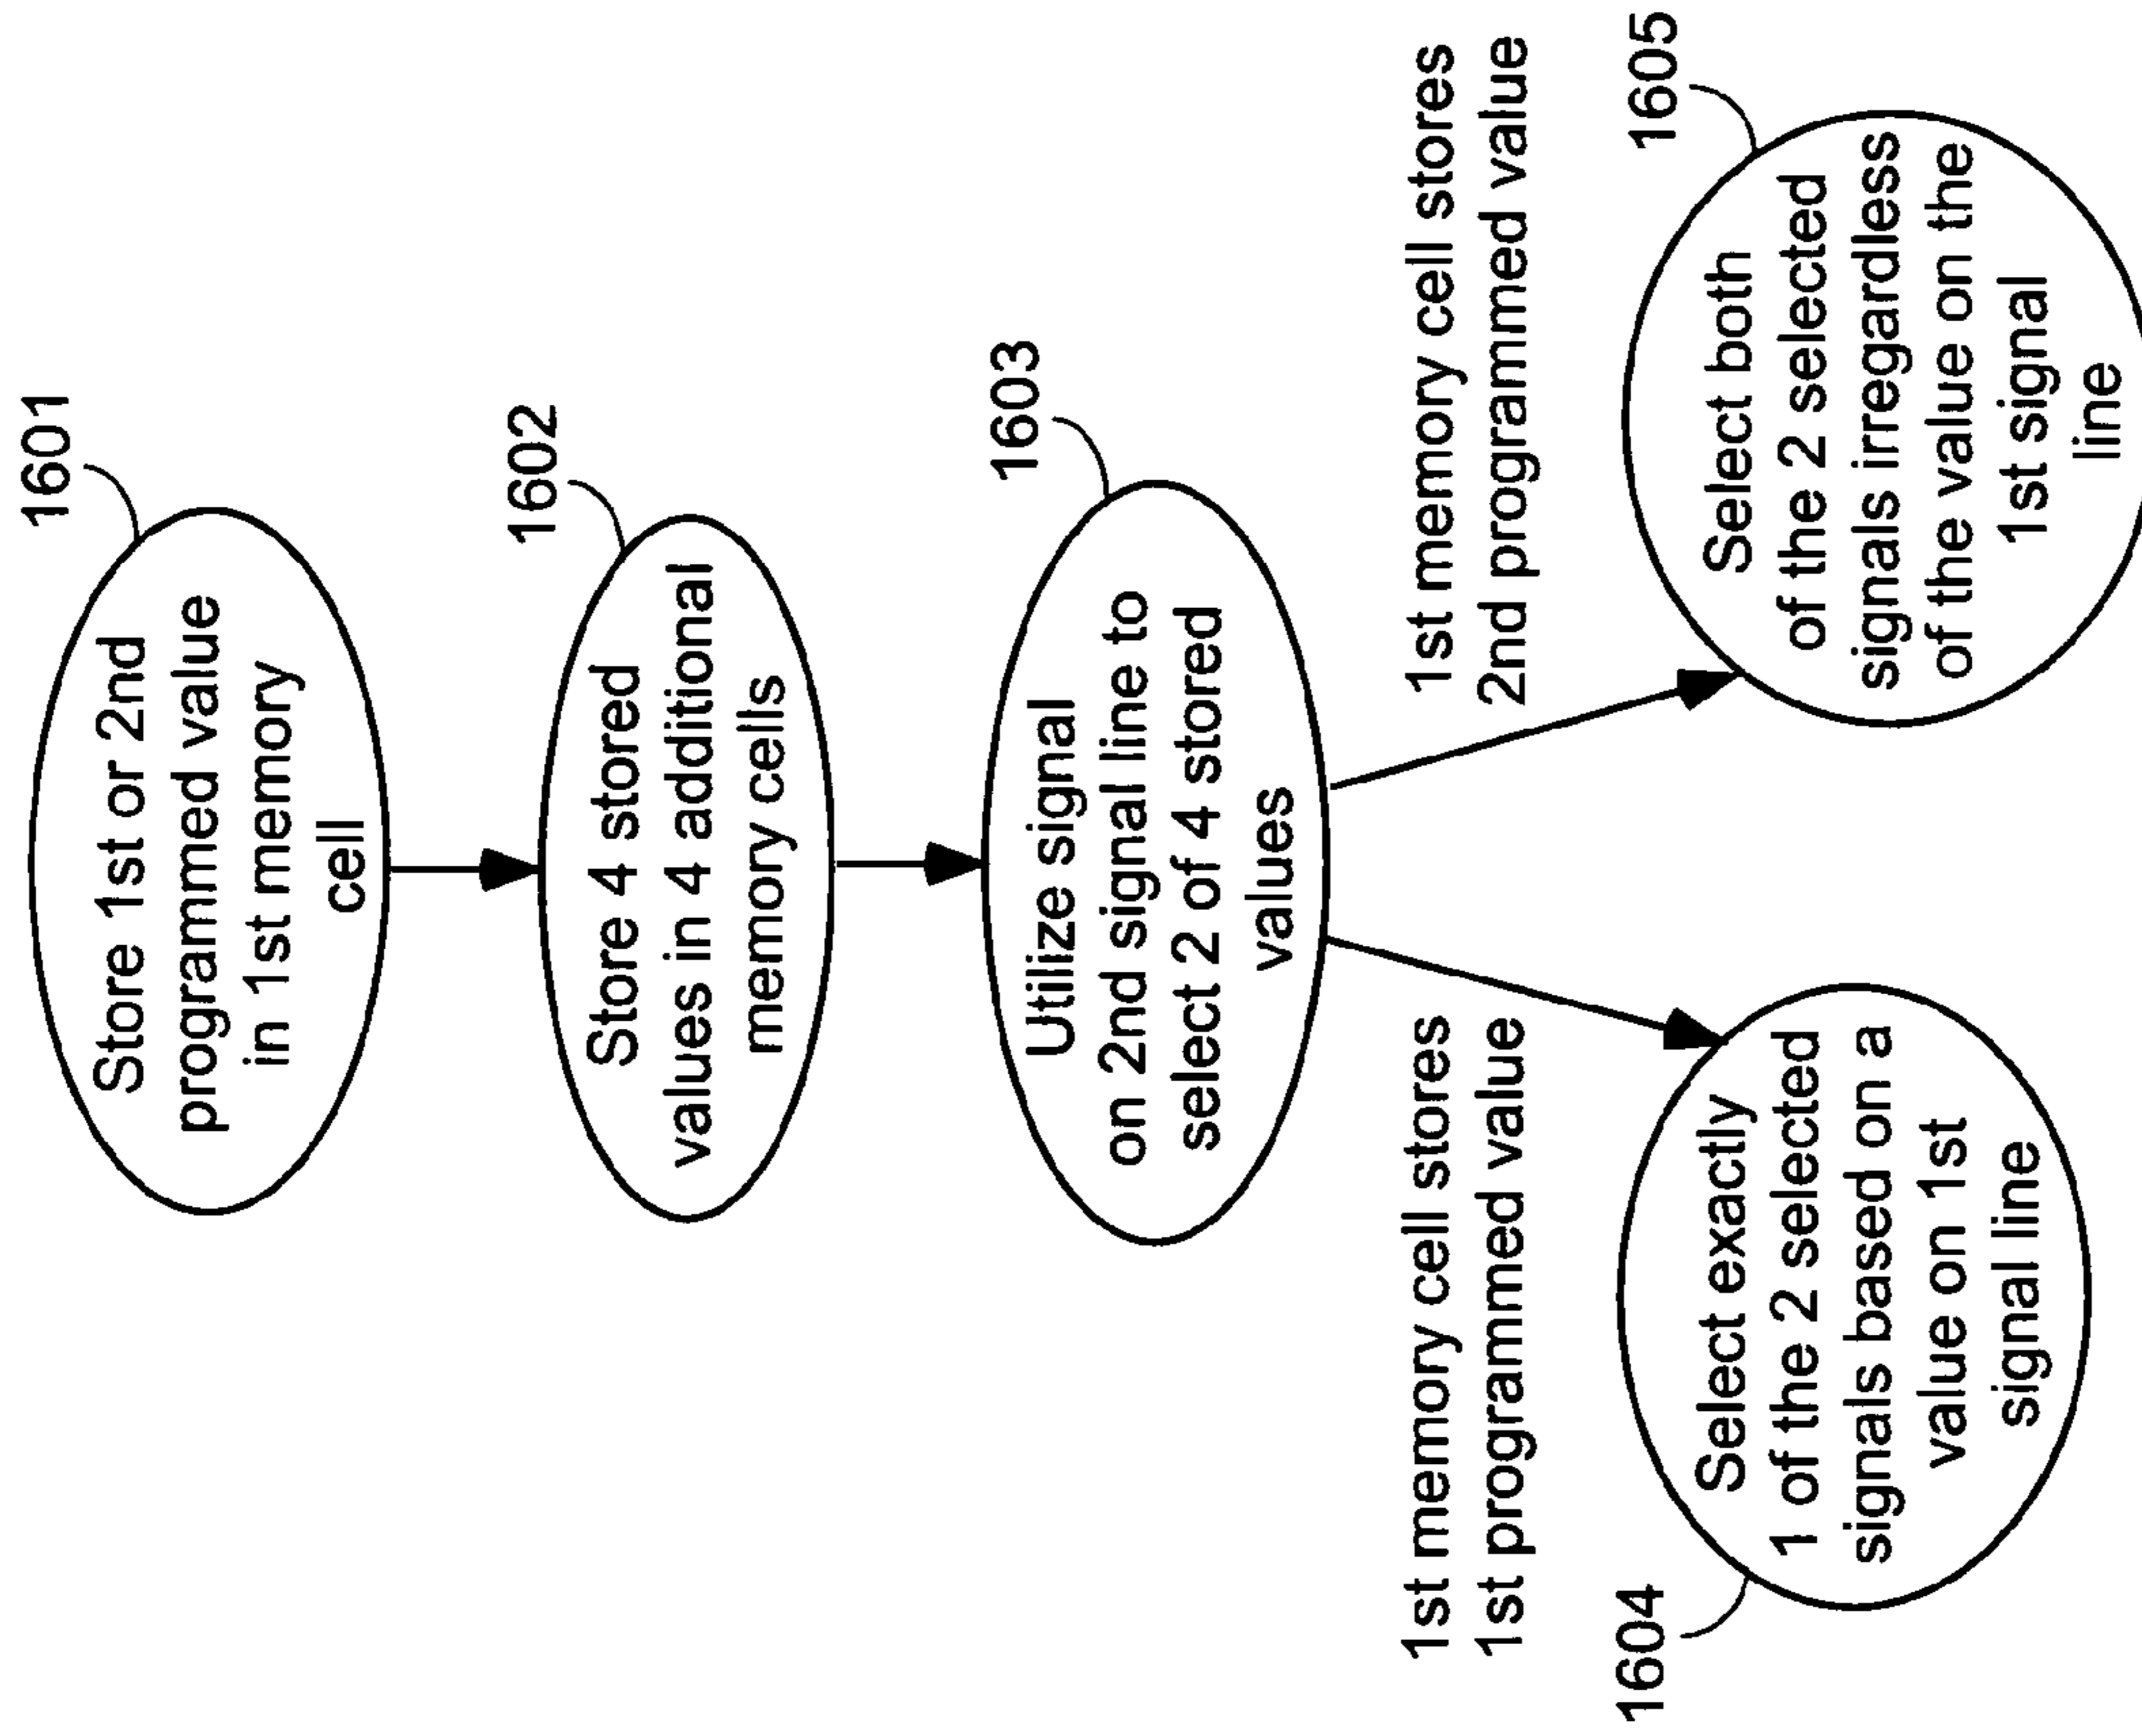 1601
Store 1st or 2nd
programmed value
in 1st memory
cell
1602
Store 4 stored
values in 4 additional
memory cells
1603
Utilize signal
on 2nd signal line to
select 2 of 4 stored
values
1st memory cell stores
1st programmed value
1st memory cell stores
2nd programmed value
1604
Select exactly
1 of the 2 selected
signals based on a
value on 1st
signal line
1605
Select both
of the 2 selected
signals irregardless
of the value on the
1st signal
line